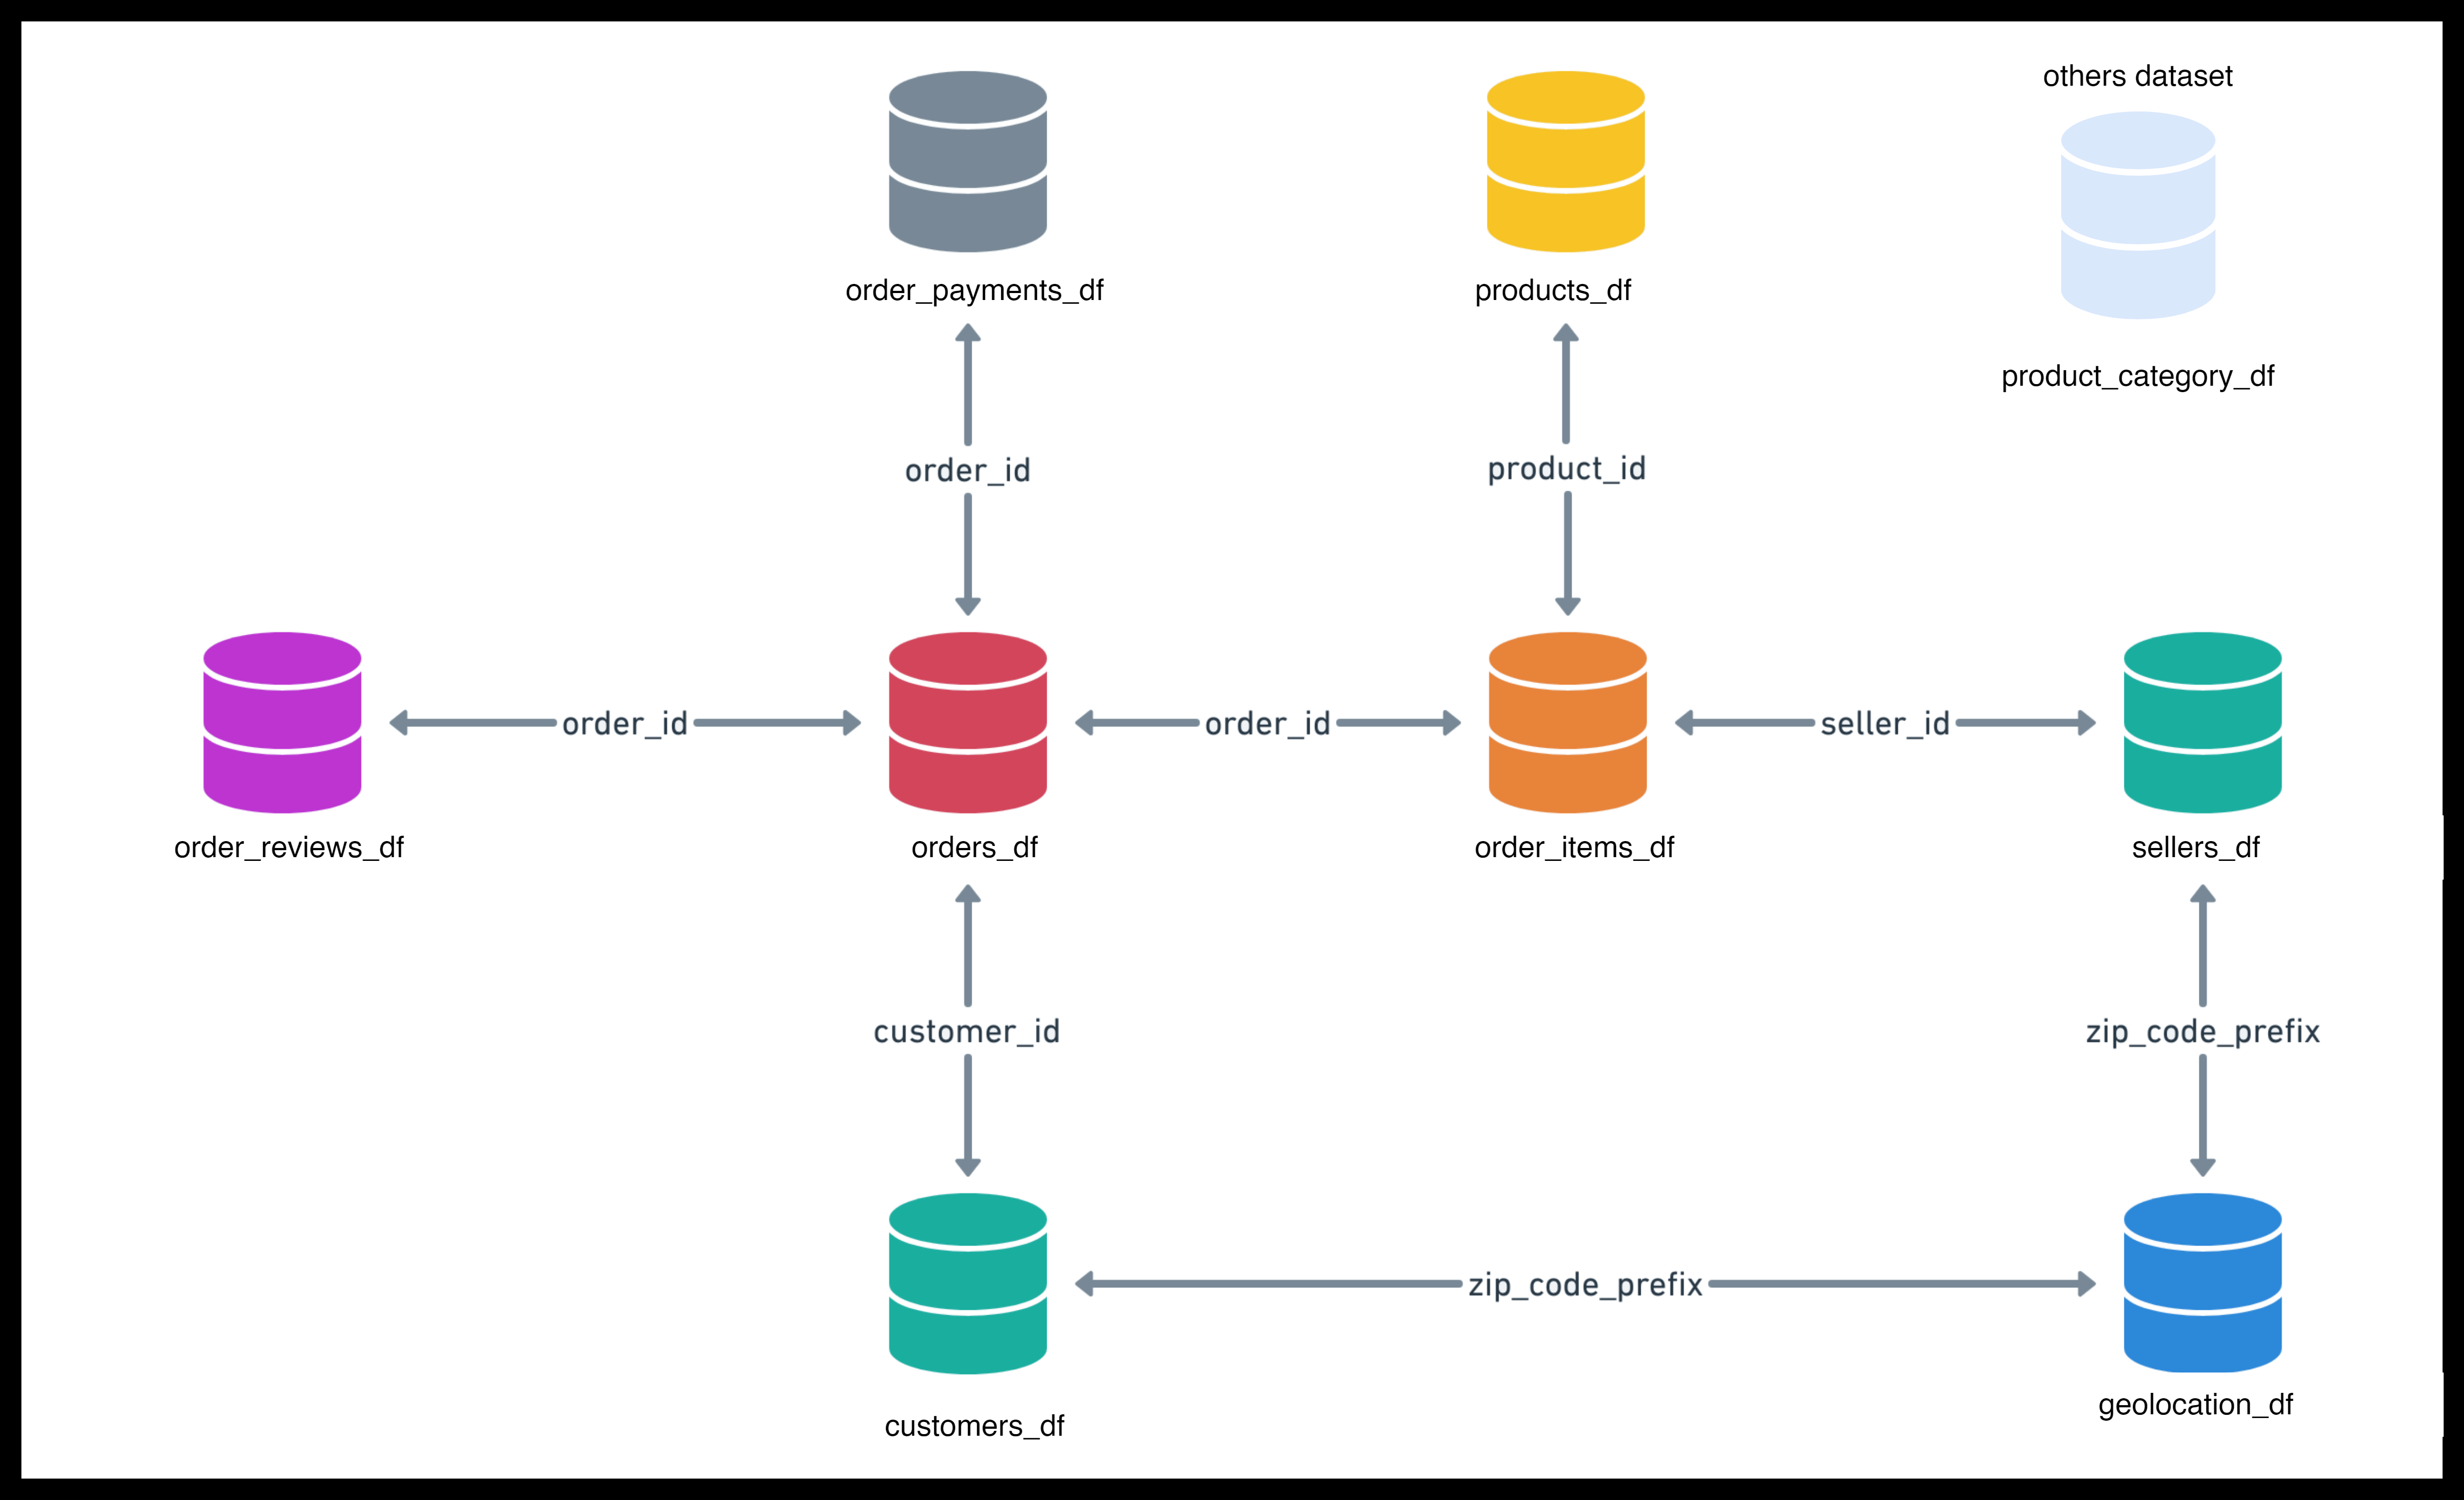 others dataset
order_payments_df
products_df
product_category_df
order_id
product_id
order_id
order_id
seller_id
order_reviews_df
orders_df
order_items_df
sellers_df
customer_id
zip_code_prefix
zip_code_prefix
customers_df
geolocation_df